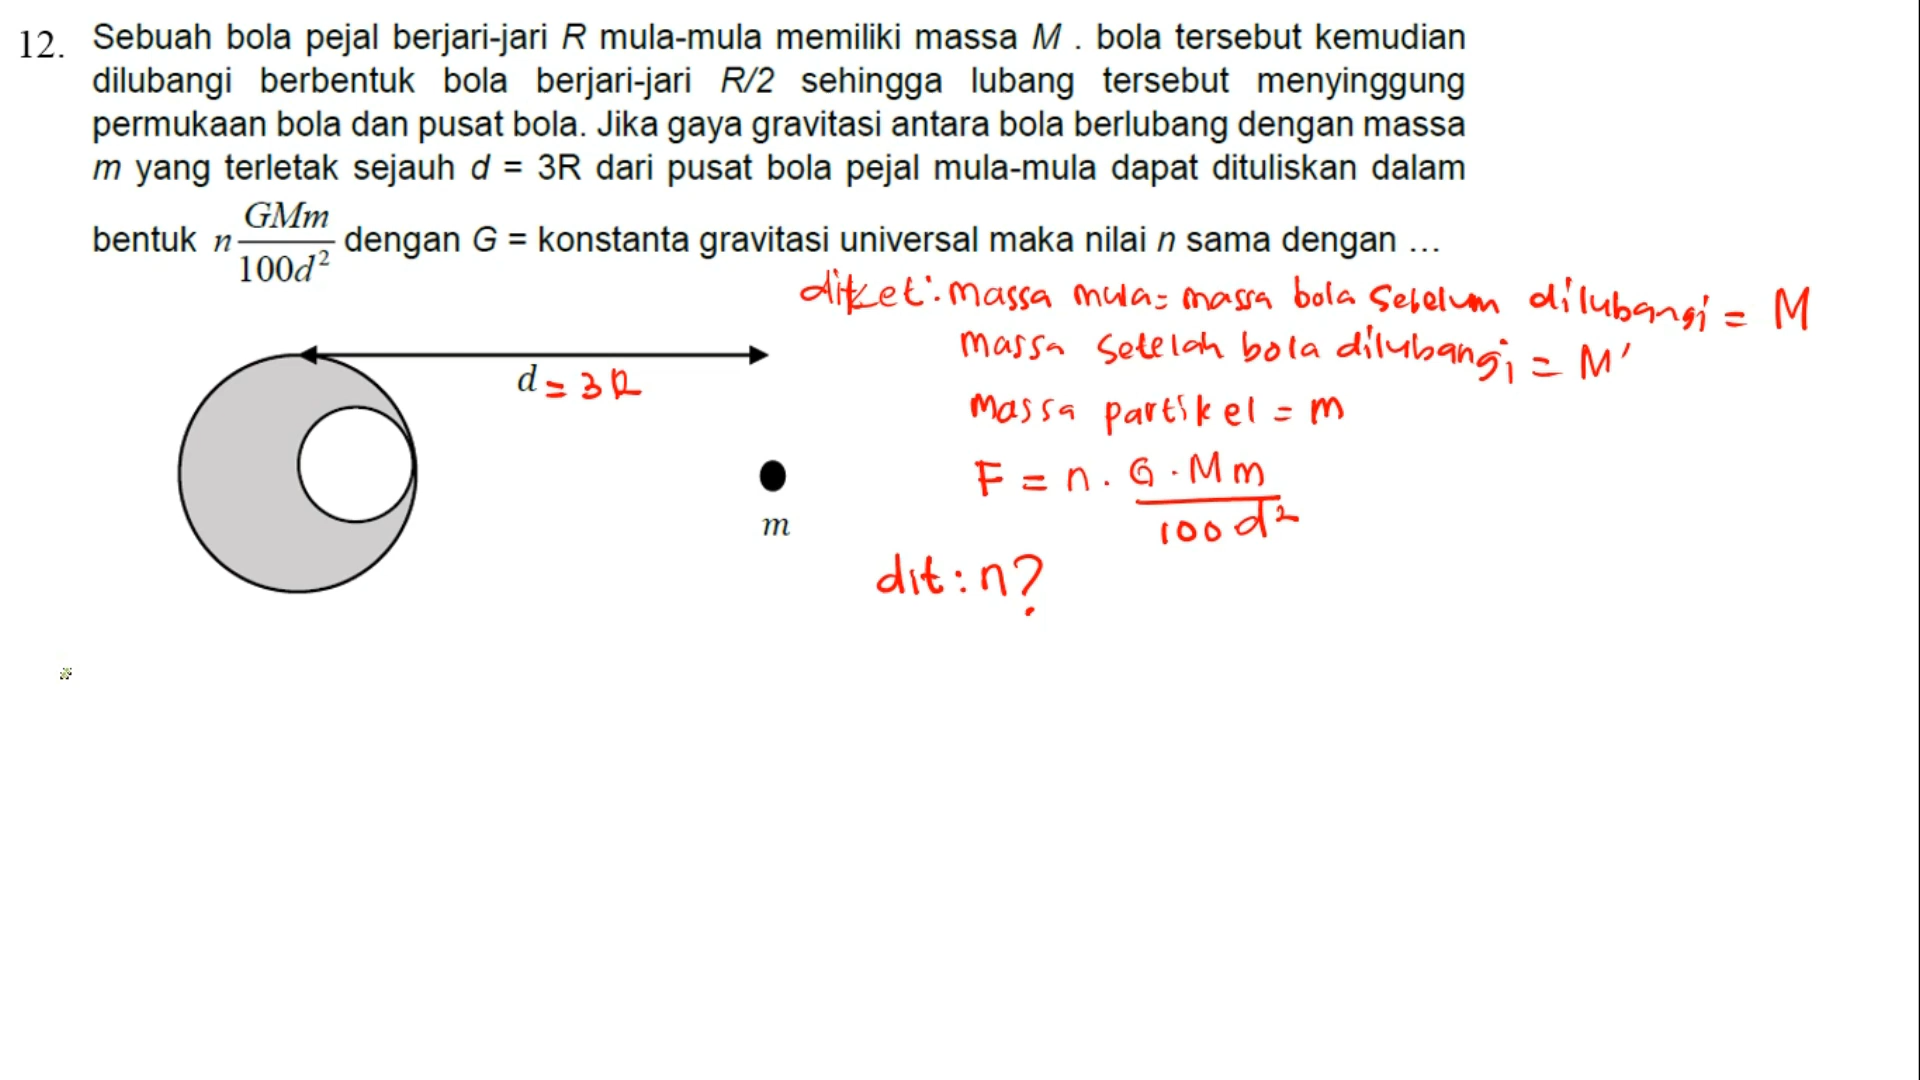 12. Sebuah bola pejal berjari-jari R mula-mula memiliki massa M . bola tersebut kemudian
dilubangi berbentuk bola berjari-jari R/2 sehingga lubang tersebut menyinggung
permukaan bola dan pusat bola. Jika gaya gravitasi antara bola berlubang dengan massa
m yang terletak sejauh d = 3R dari pusat bola pejal mula-mula dapat dituliskan dalam
bentuk n GMm/100d² dengan G = konstanta gravitasi universal maka nilai n sama dengan ...
diket: massa mula = massa bola sebelum dilubangi = M
massa setelah bola dilubangi = M'
d = 3R
massa partikel = m
F = n . G . Mm/100 d²
m
dit : n?